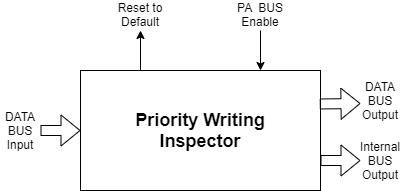 Reset to
Default
PA BUS
Enable
DATA
BUS
Input
Priority Writing
Inspector
DATA
BUS
Output
Internal
BUS
Output